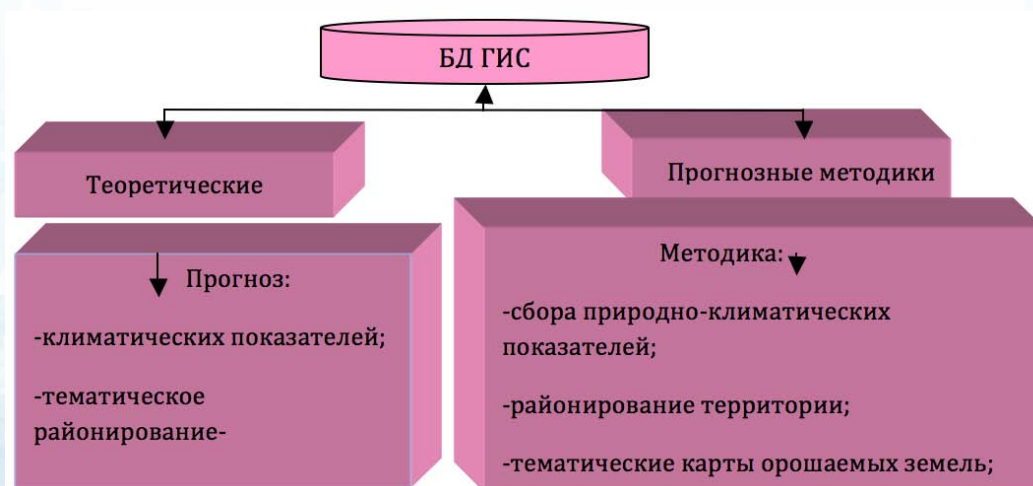 БД ГИС
Теоретические
Прогнозные методики
Прогноз:
-климатических показателей;
-тематическое
районирование-
Методика:
-сбора природно-климатических
показателей;
-районирование территории;
-тематические карты орошаемых земель;